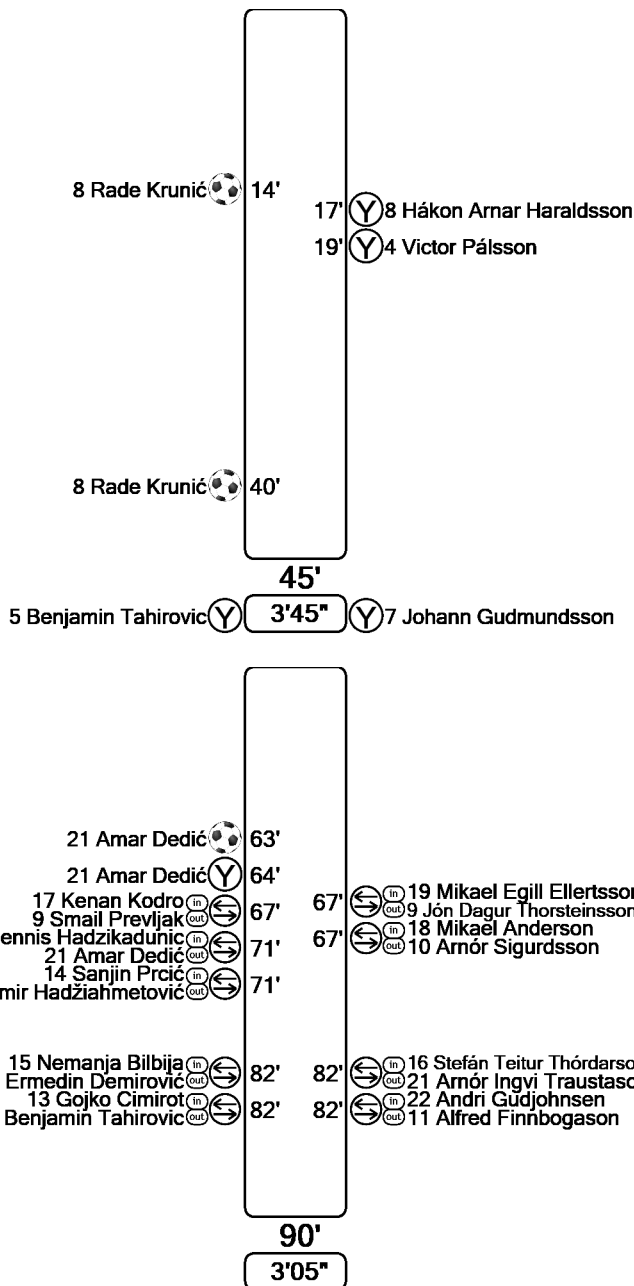 8 Rade Krunić 14'
17' Y 8 Hákon Arnar Haraldsson
19' Y 4 Victor Pálsson
8 Rade Krunić 40'
45'
5 Benjamin Tahirovic Y 3'45" Y 7 Johann Gudmundsson
21 Amar Dedić 63'
21 Amar Dedić Y 64'
17 Kenan Kodro in
9 Smail Prevljak out 67'
67' in 19 Mikael Egill Ellertsson
out 9 Jón Dagur Thorsteinsson
ennis Hadzikadunic in
21 Amar Dedić out 71'
67' in 18 Mikael Anderson
out 10 Arnór Sigurdsson
14 Sanjin Prcić in
mir Hadžiahmetović out 71'
15 Nemanja Bilbija in
Ermedin Demirović out 82'
82' in 16 Stefán Teitur Thórdarso
out 21 Arnór Ingvi Traustaso
13 Gojko Cimirot in
Benjamin Tahirovic out 82'
82' in 22 Andri Gudjohnsen
out 11 Alfred Finnbogason
90'
3'05"